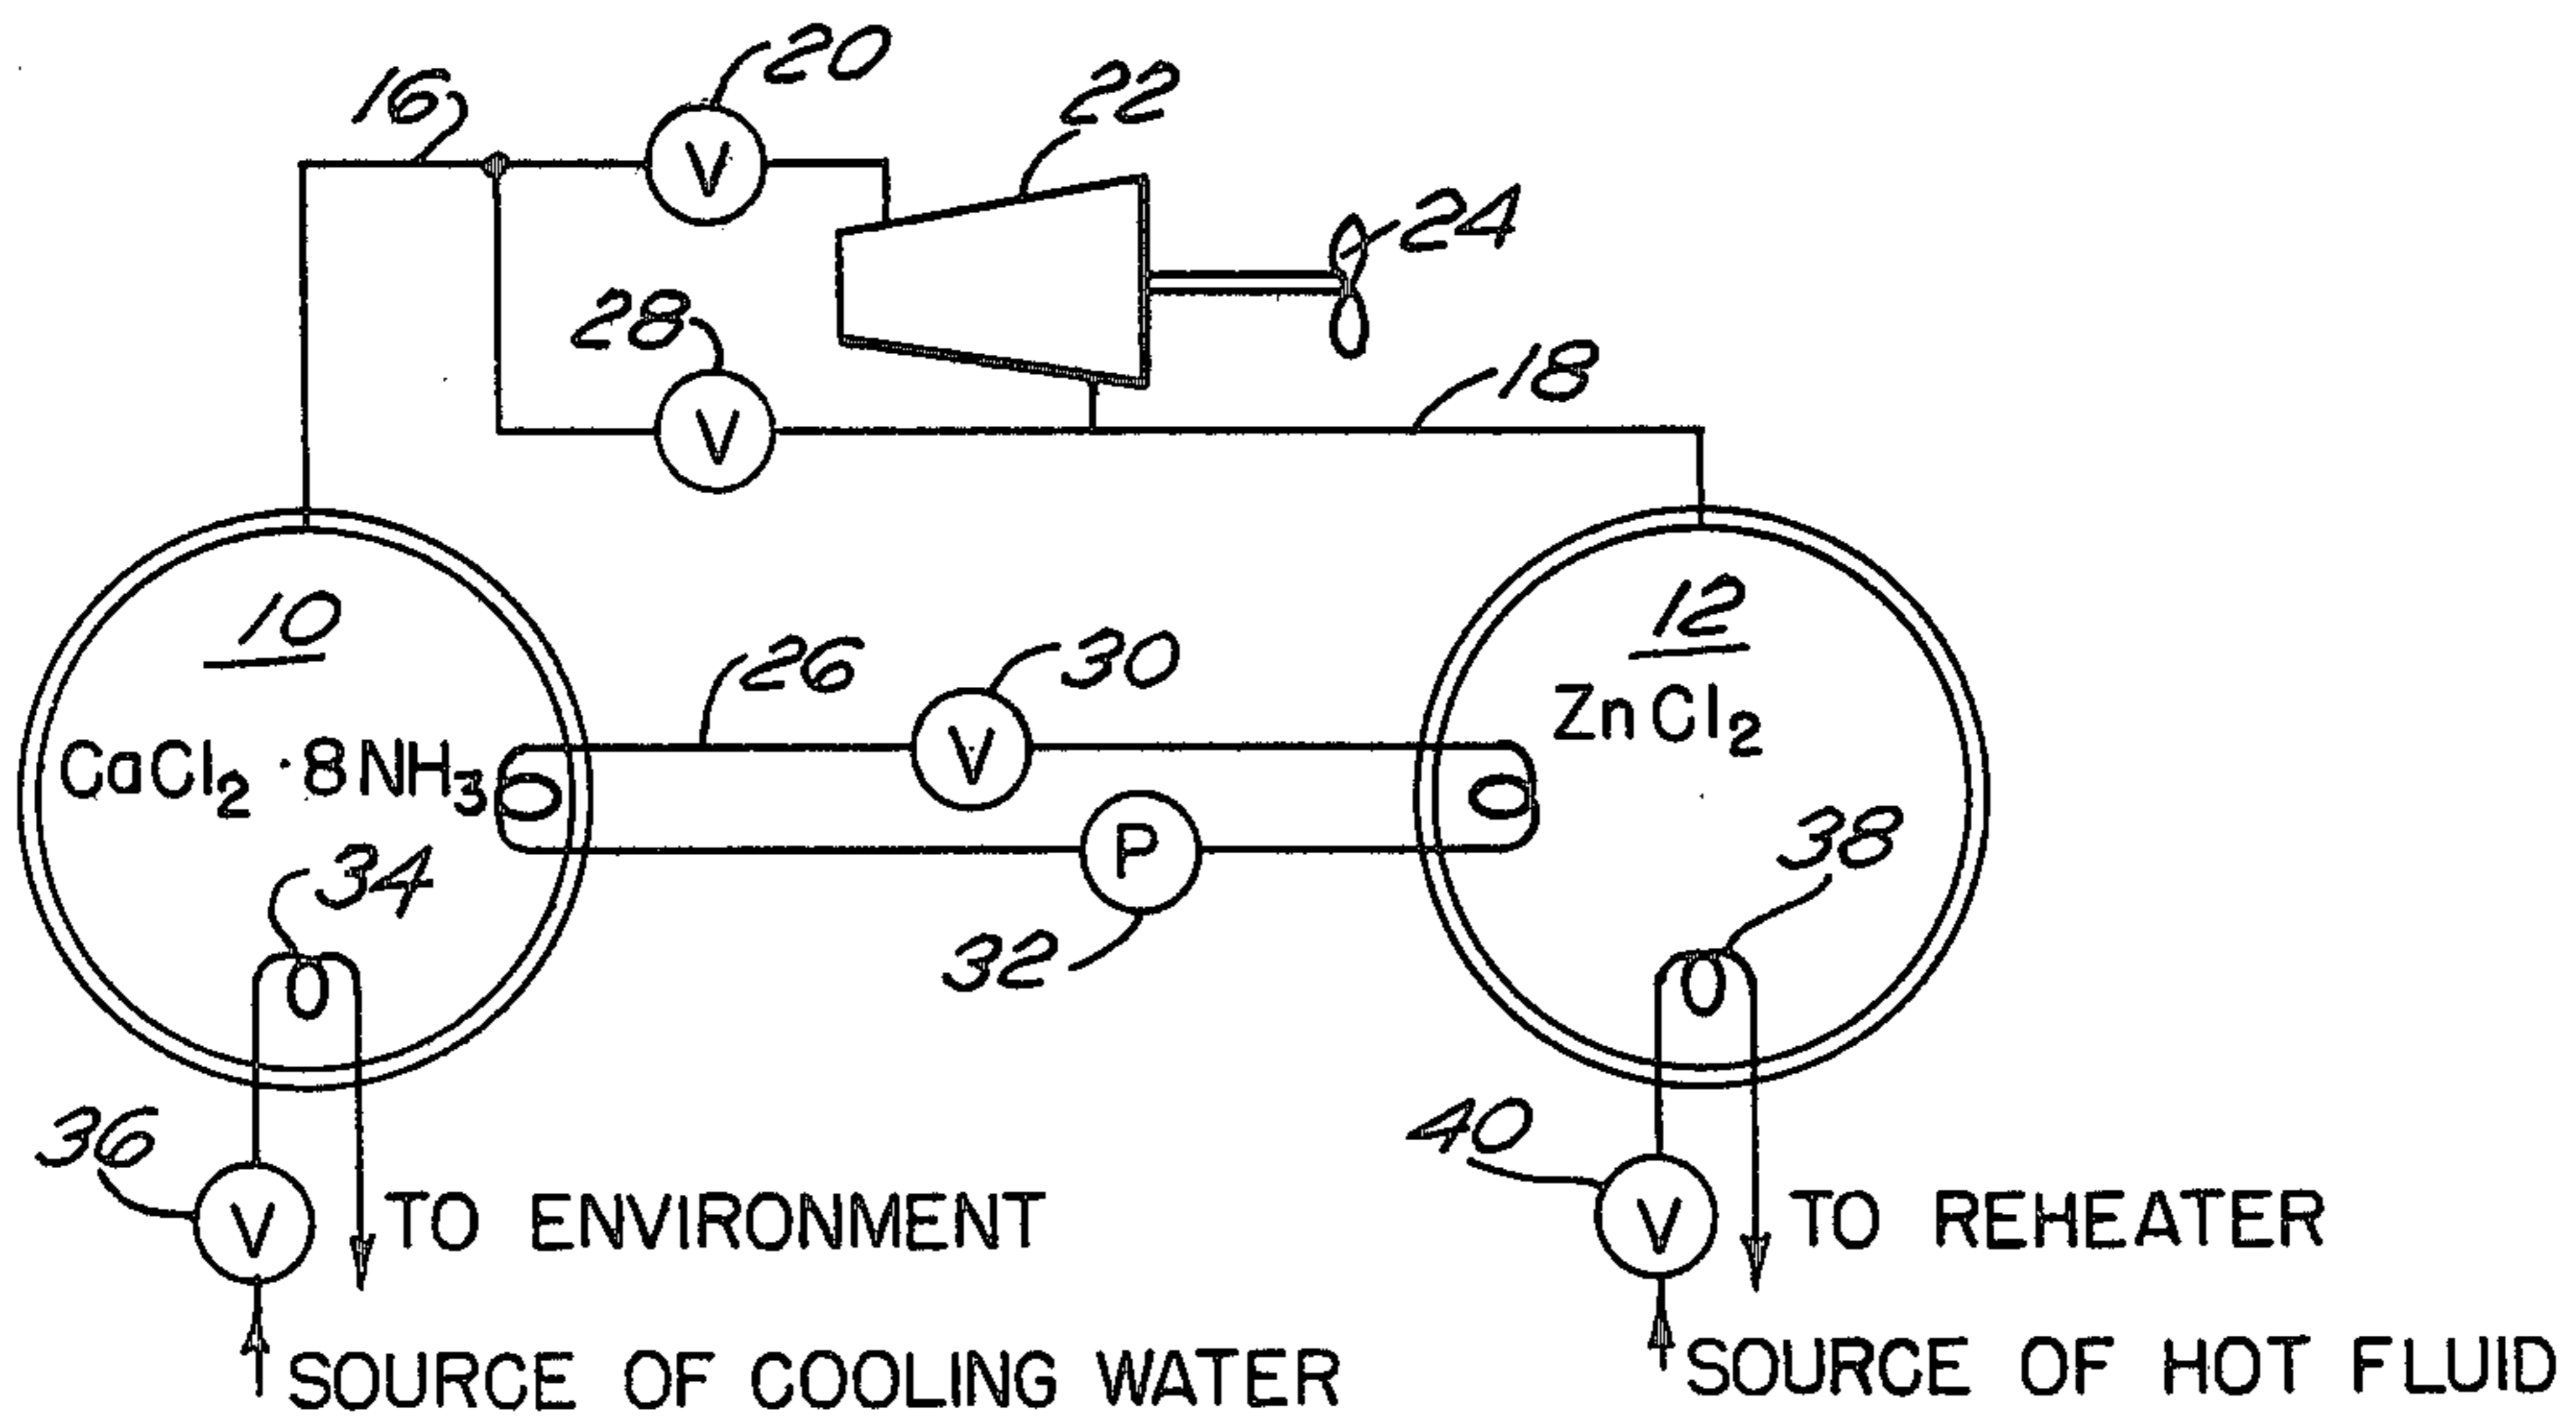 20
16
22
V
24
28
18
V
10
12
26
30
ZnCl₂
V
CaCl₂ · 8NH₃
38
P
34
32
36
40
V
V
TO ENVIRONMENT
TO REHEATER
SOURCE OF COOLING WATER
SOURCE OF HOT FLUID